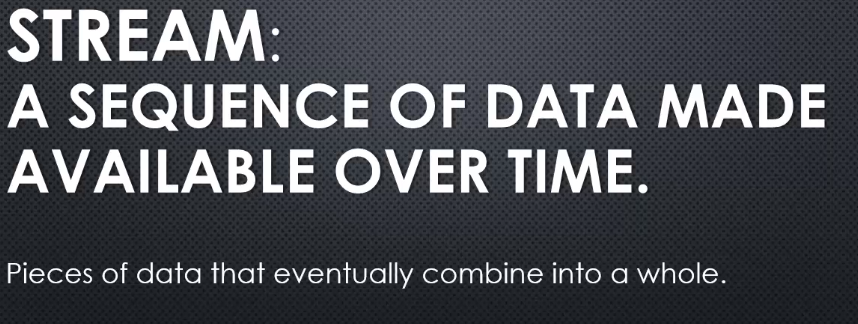 STREAM:
A SEQUENCE OF DATA MADE
AVAILABLE OVER TIME.
Pieces of data that eventually combine into a whole.